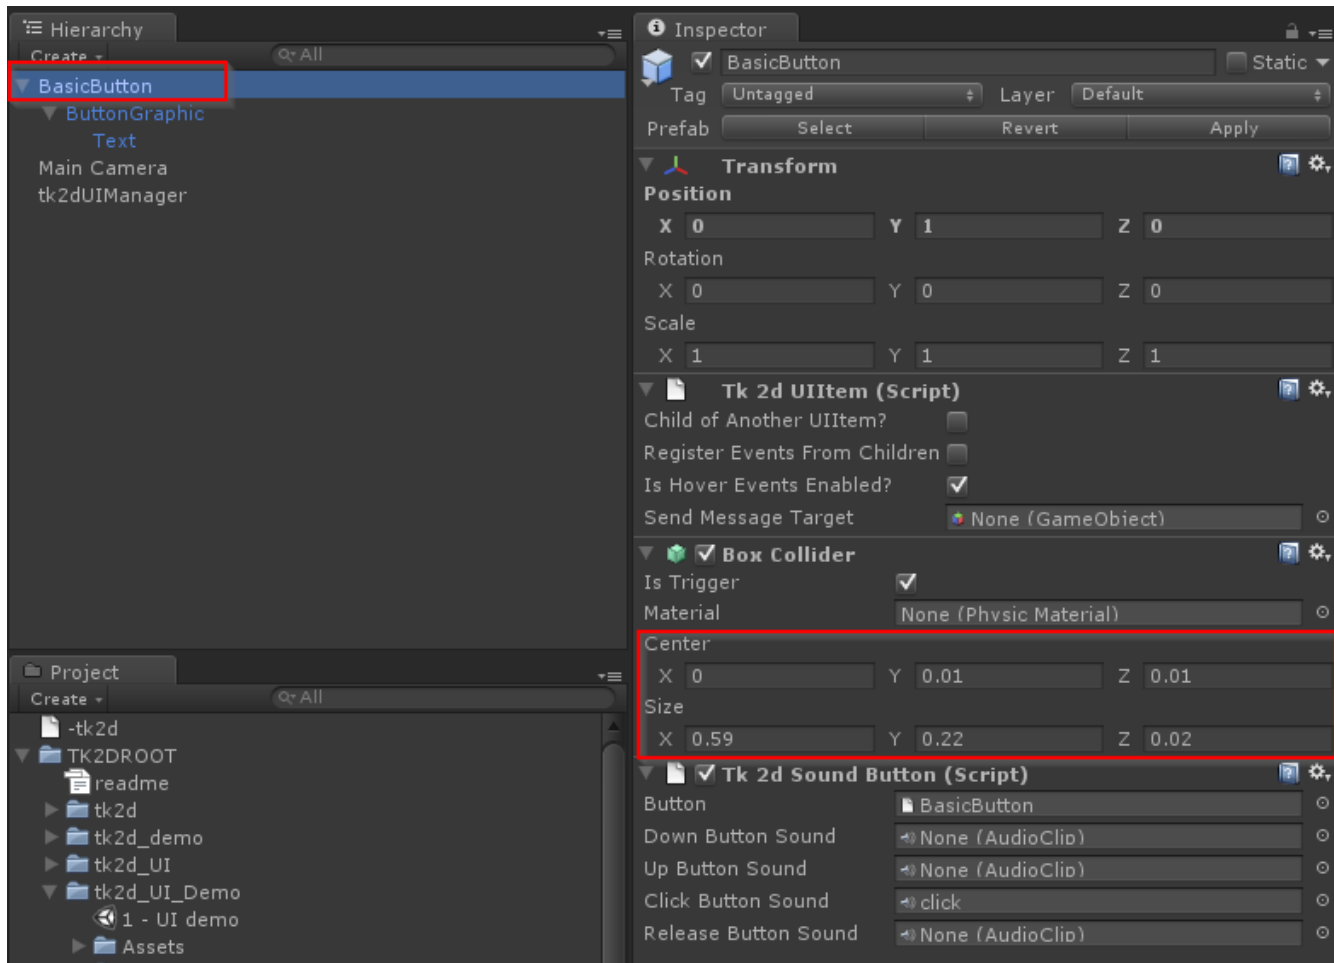 Hierarchy
Create
All
BasicButton
ButtonGraphic
Text
Main Camera
tk2dUIManager
Project
Create
All
-tk2d
TK2DROOT
readme
tk2d
tk2d_demo
tk2d_UI
tk2d_UI_Demo
1 - UI demo
Assets
Inspector
BasicButton Static
Tag Untagged Layer Default
Prefab Select Revert Apply
Transform
Position
X 0 Y 1 Z 0
Rotation
X 0 Y 0 Z 0
Scale
X 1 Y 1 Z 1
Tk 2d UIItem (Script)
Child of Another UIItem?
Register Events From Children
Is Hover Events Enabled?
Send Message Target None (GameObject)
Box Collider
Is Trigger
Material None (Physic Material)
Center
X 0 Y 0.01 Z 0.01
Size
X 0.59 Y 0.22 Z 0.02
Tk 2d Sound Button (Script)
Button BasicButton
Down Button Sound None (AudioClip)
Up Button Sound None (AudioClip)
Click Button Sound click
Release Button Sound None (AudioClip)